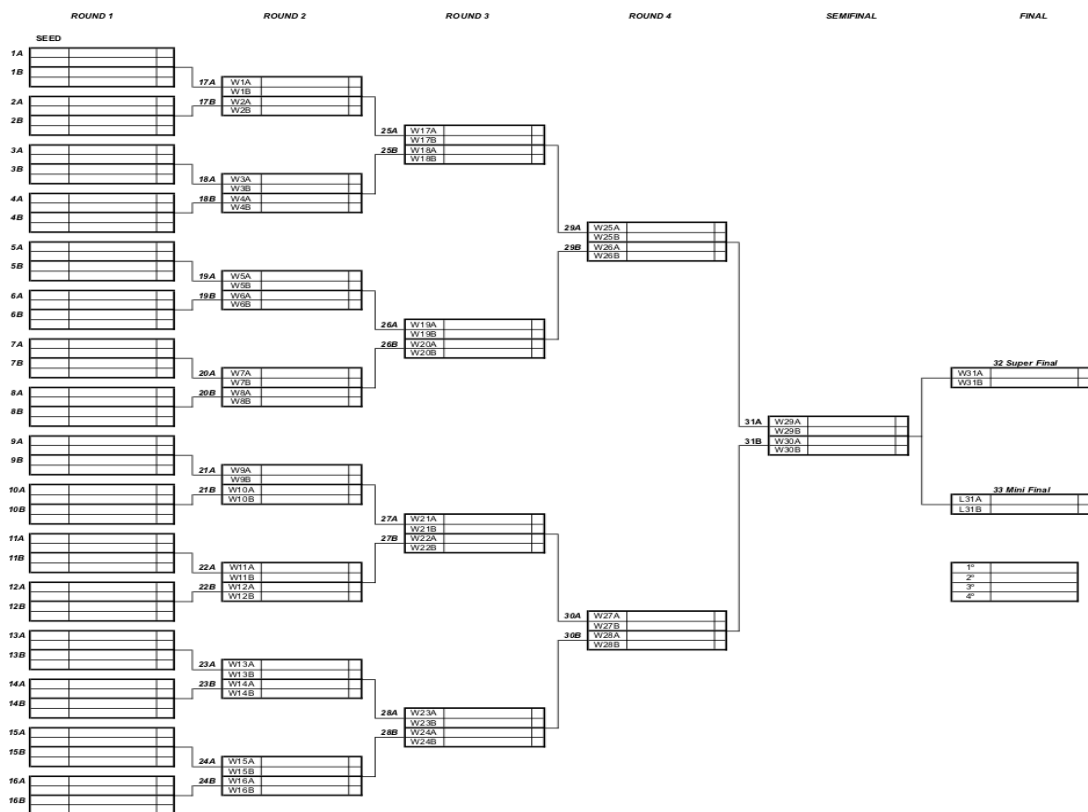 ROUND 1
ROUND 2
ROUND 3
ROUND 4
SEMIFINAL
FINAL
SEED
1A
1B
2A
2B
3A
3B
4A
4B
5A
5B
6A
6B
7A
7B
8A
8B
9A
9B
10A
10B
11A
11B
12A
12B
13A
13B
14A
14B
15A
15B
16A
16B
17A W1A
W1B
17B W2A
W2B
18A W3A
W3B
18B W4A
W4B
19A W5A
W5B
19B W6A
W6B
20A W7A
W7B
20B W8A
W8B
21A W9A
W9B
21B W10A
W10B
22A W11A
W11B
22B W12A
W12B
23A W13A
W13B
23B W14A
W14B
24A W15A
W15B
24B W16A
W16B
25A W17A
W17B
25B W18A
W18B
26A W19A
W19B
26B W20A
W20B
27A W21A
W21B
27B W22A
W22B
28A W23A
W23B
28B W24A
W24B
29A W25A
W25B
29B W26A
W26B
30A W27A
W27B
30B W28A
W28B
31A W29A
W29B
31B W30A
W30B
32 Super Final
W31A
W31B
33 Mini Final
L31A
L31B
1º
2º
3º
4º